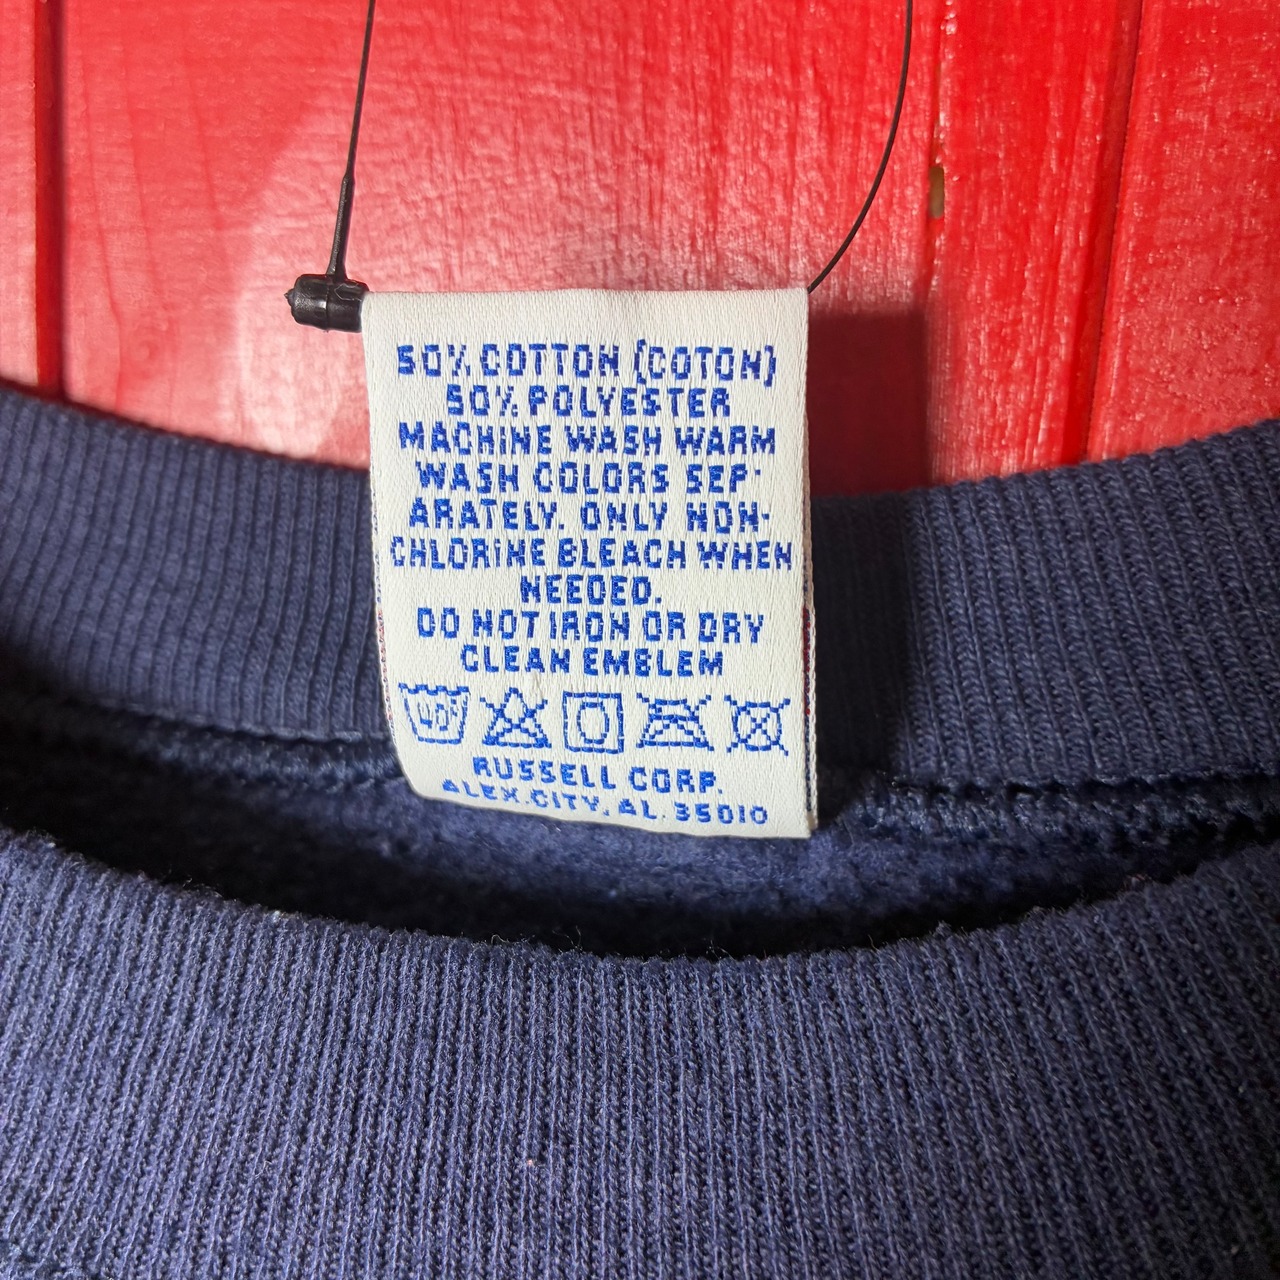 50% COTTON (COTON)
50% POLYESTER
MACHINE WASH WARM
WASH COLORS SEP-
ARATELY. ONLY NON-
CHLORINE BLEACH WHEN
NEEDED.
DO NOT IRON OR DRY
CLEAN EMBLEM
40°
RUSSELL CORP.
ALEX.CITY, AL. 35010